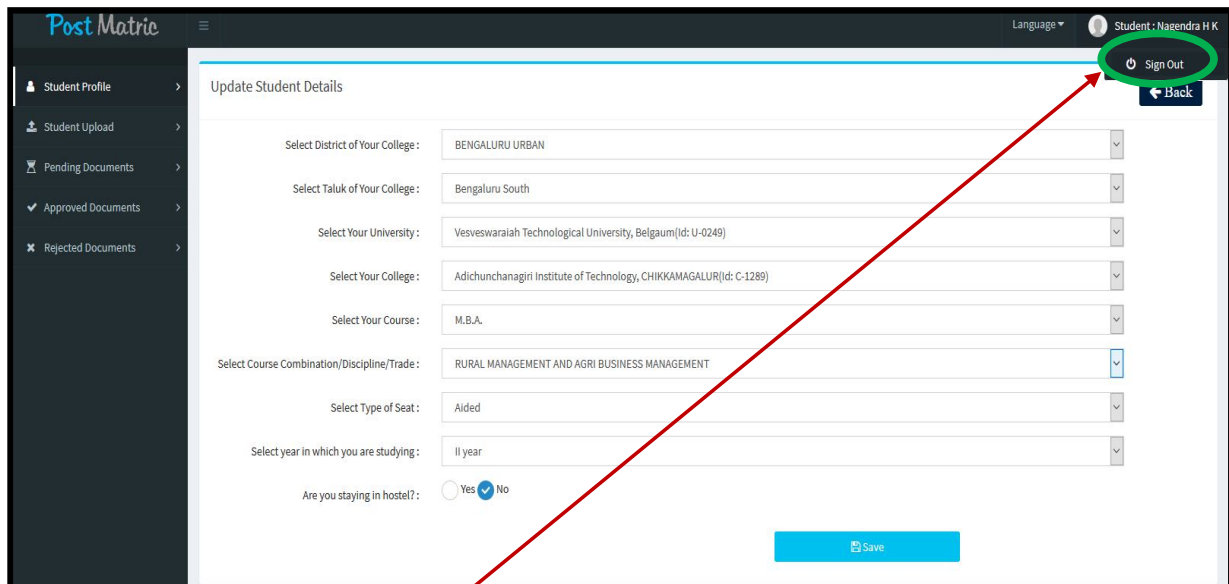 Post Matric
Language
Student : Nagendra H K
Sign Out
Student Profile
Update Student Details
Back
Student Upload
Pending Documents
Approved Documents
Rejected Documents
Select District of Your College : BENGALURU URBAN
Select Taluk of Your College : Bengaluru South
Select Your University : Vesveswaraiah Technological University, Belgaum(Id: U-0249)
Select Your College : Adichunchanagiri Institute of Technology, CHIKKAMAGALUR(Id: C-1289)
Select Your Course : M.B.A.
Select Course Combination/Discipline/Trade : RURAL MANAGEMENT AND AGRI BUSINESS MANAGEMENT
Select Type of Seat : Aided
Select year in which you are studying : II year
Are you staying in hostel? : Yes No
Save